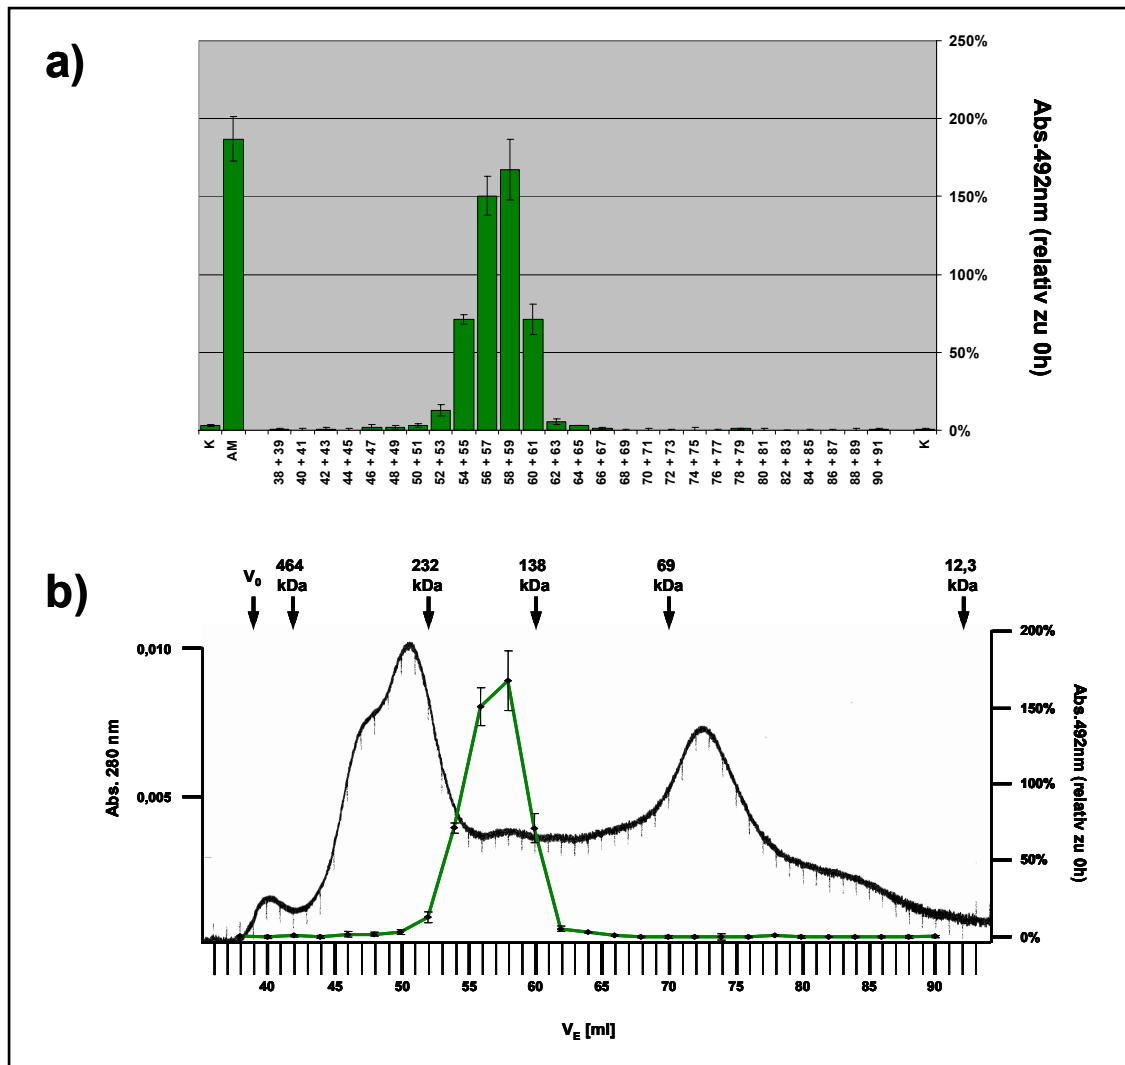 a)
250%
200%
150%
100%
50%
0%
Abs.492nm (relativ zu 0h)
K
AM
38 + 39
40 + 41
42 + 43
44 + 45
46 + 47
48 + 49
50 + 51
52 + 53
54 + 55
56 + 57
58 + 59
60 + 61
62 + 63
64 + 65
66 + 67
68 + 69
70 + 71
72 + 73
74 + 75
76 + 77
78 + 79
80 + 81
82 + 83
84 + 85
86 + 87
88 + 89
90 + 91
K
b)
V0
464 kDa
232 kDa
138 kDa
69 kDa
12,3 kDa
0,010
0,005
Abs. 280 nm
200%
150%
100%
50%
0%
Abs.492nm (relativ zu 0h)
40 45 50 55 60 65 70 75 80 85 90
VE [ml]